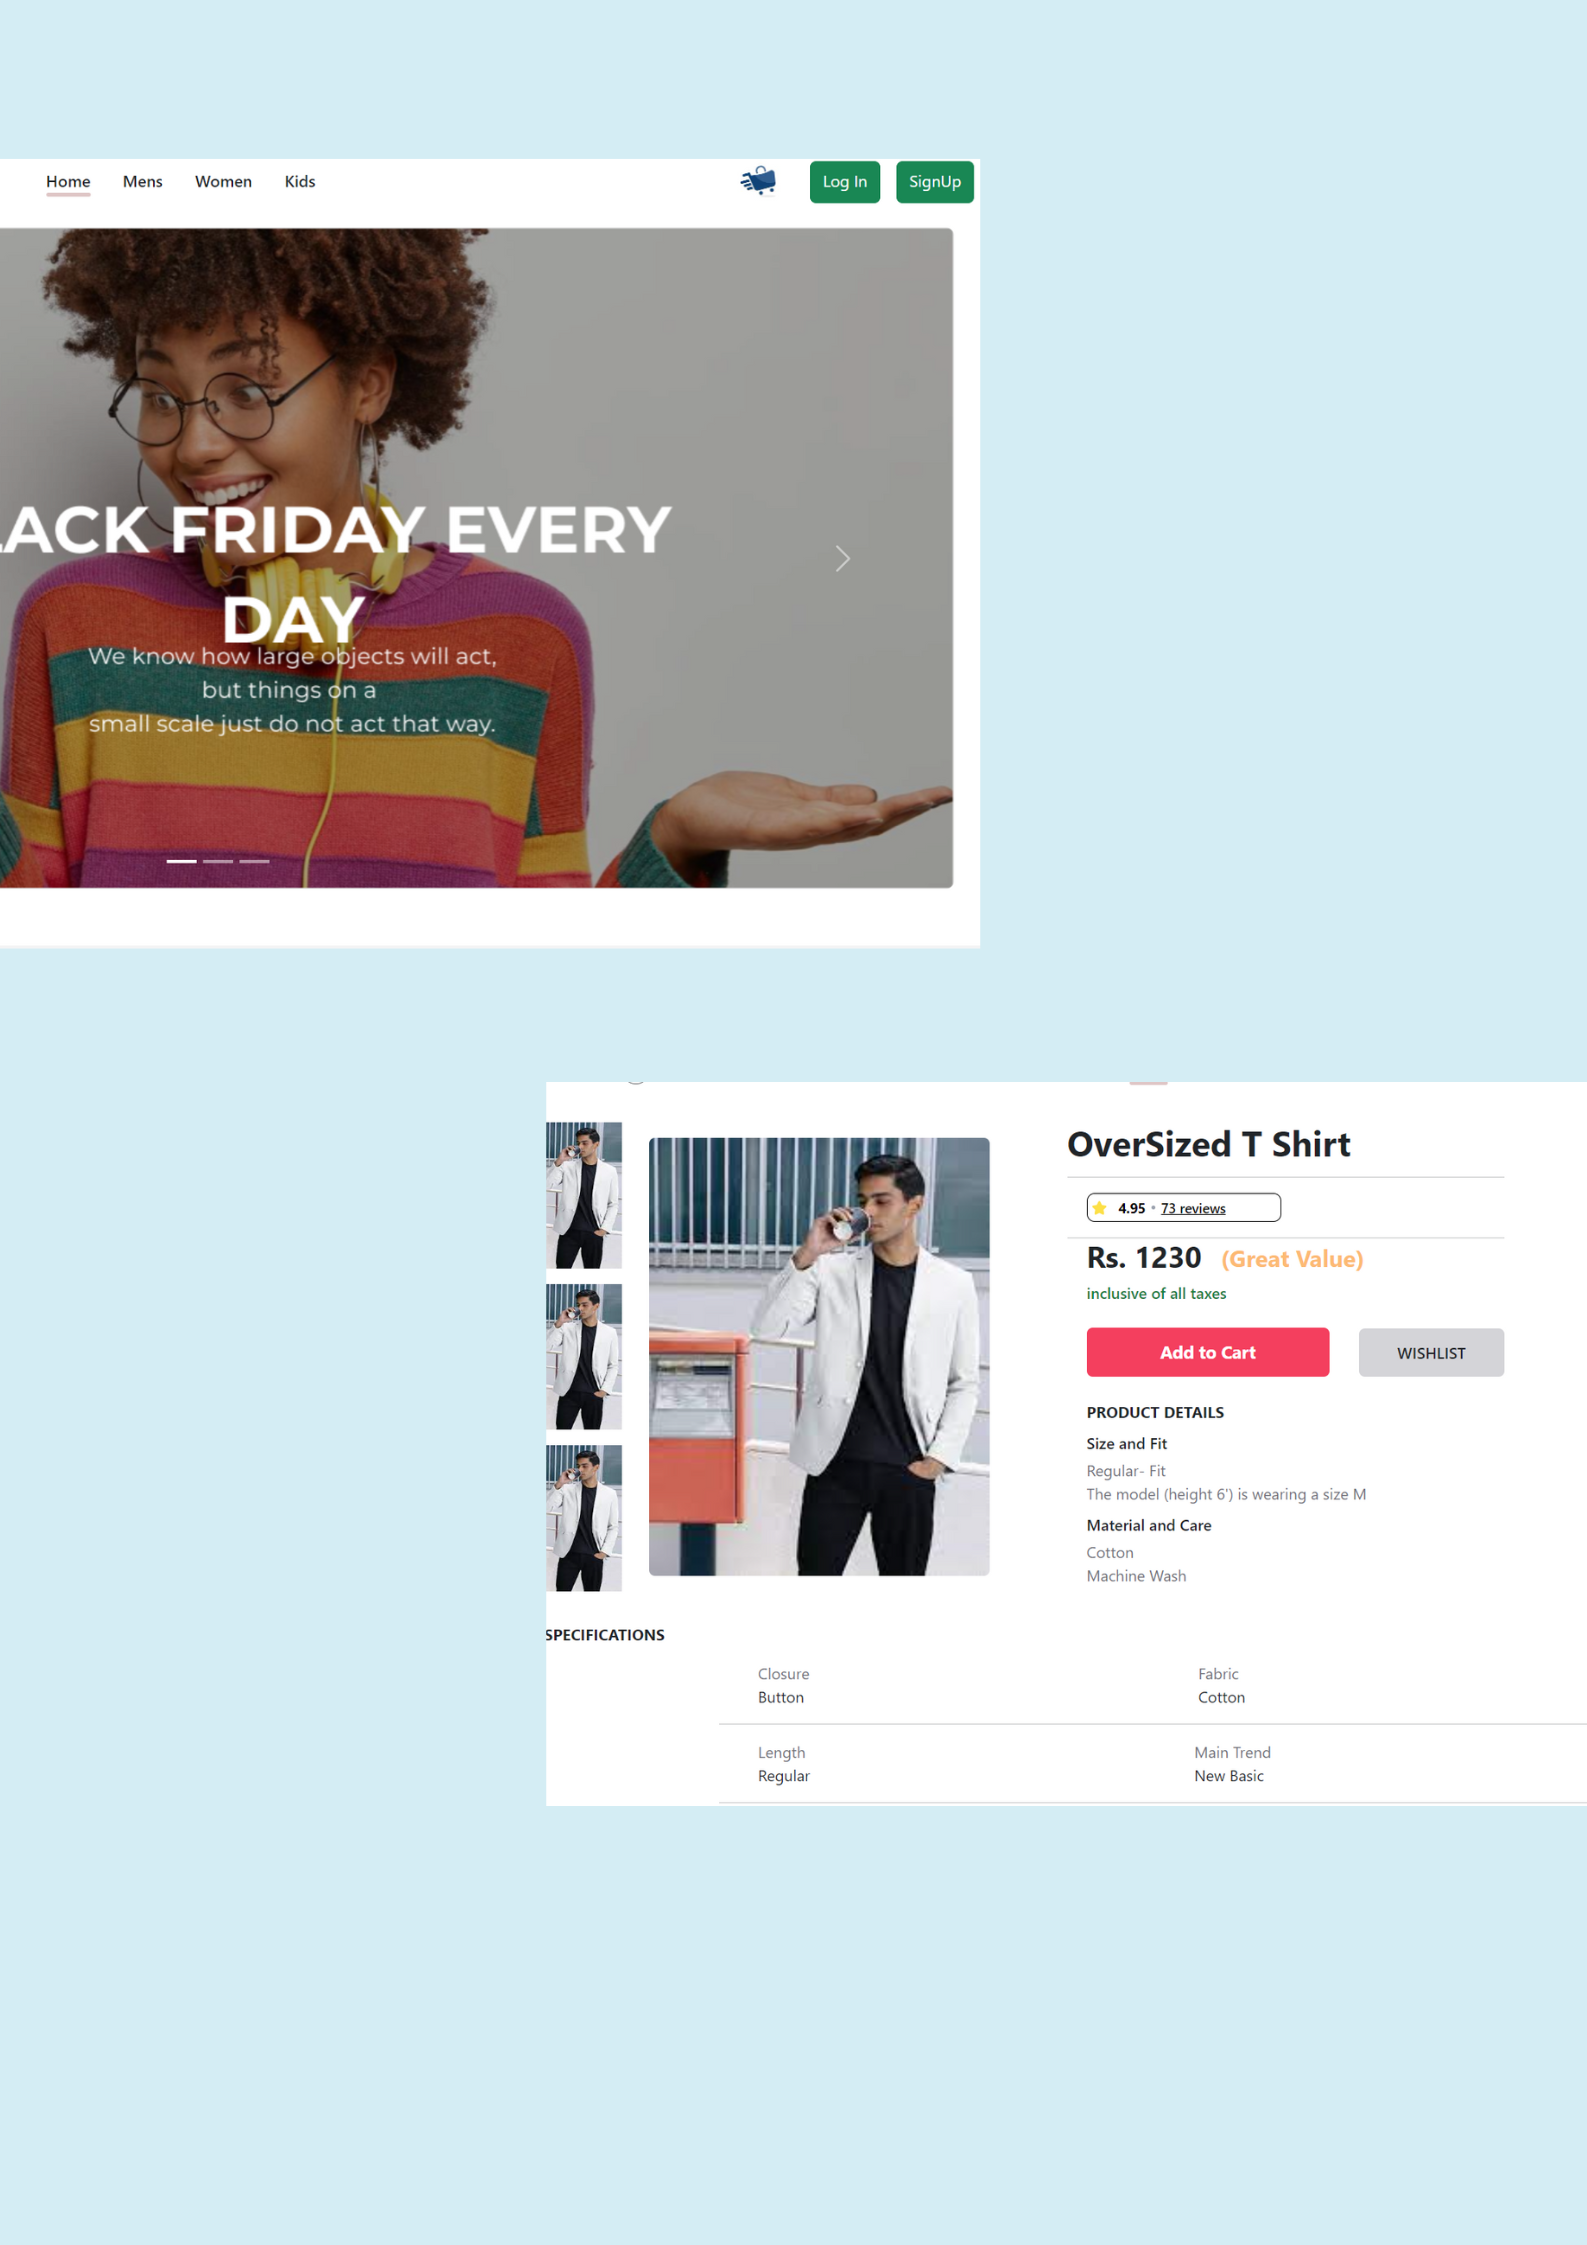 Home Mens Women Kids Log In SignUp
ACK FRIDAY EVERY
DAY
We know how large objects will act,
but things on a
small scale just do not act that way.
OverSized T Shirt
4.95 • 73 reviews
Rs. 1230 (Great Value)
inclusive of all taxes
Add to Cart WISHLIST
PRODUCT DETAILS
Size and Fit
Regular- Fit
The model (height 6') is wearing a size M
Material and Care
Cotton
Machine Wash
SPECIFICATIONS
Closure Fabric
Button Cotton
Length Main Trend
Regular New Basic